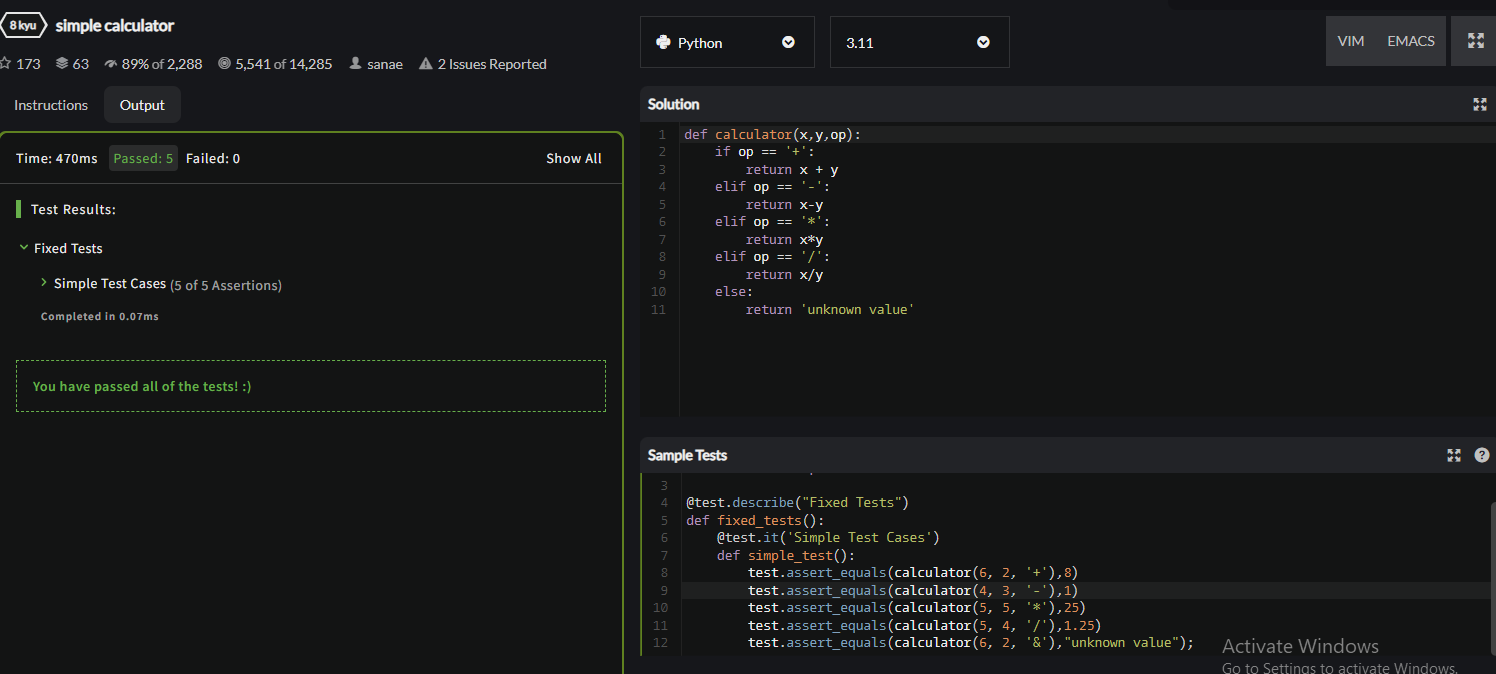 8 kyu simple calculator
173 63 89% of 2,288 5,541 of 14,285 sanae 2 Issues Reported
Instructions Output
Time: 470ms Passed: 5 Failed: 0 Show All
Test Results:
Fixed Tests
Simple Test Cases (5 of 5 Assertions)
Completed in 0.07ms
You have passed all of the tests! :)
Python 3.11 VIM EMACS
Solution
1 def calculator(x,y,op):
2 if op == '+':
3 return x + y
4 elif op == '-':
5 return x-y
6 elif op == '*':
7 return x*y
8 elif op == '/':
9 return x/y
10 else:
11 return 'unknown value'
Sample Tests
3
4 @test.describe("Fixed Tests")
5 def fixed_tests():
6 @test.it('Simple Test Cases')
7 def simple_test():
8 test.assert_equals(calculator(6, 2, '+'),8)
9 test.assert_equals(calculator(4, 3, '-'),1)
10 test.assert_equals(calculator(5, 5, '*'),25)
11 test.assert_equals(calculator(5, 4, '/'),1.25)
12 test.assert_equals(calculator(6, 2, '&'),"unknown value");
Activate Windows
Go to Settings to activate Windows.